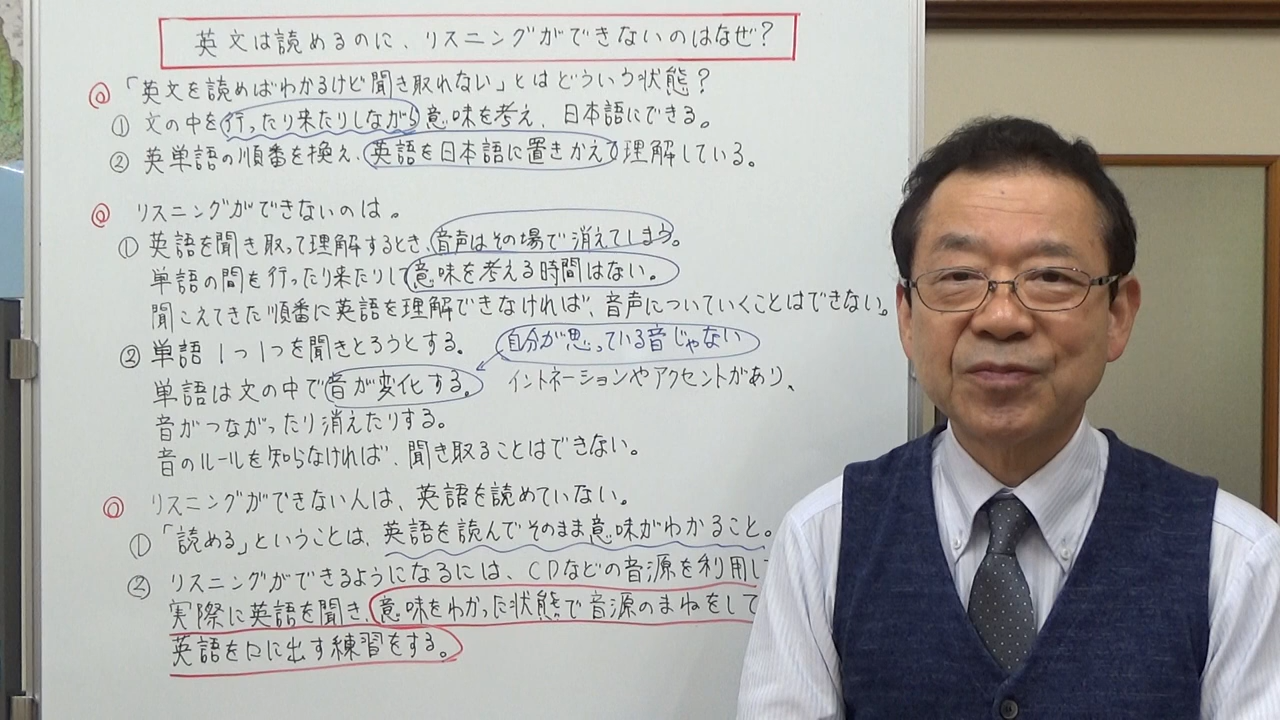 英文は読めるのに、リスニングができないのはなぜ?
「英文を読めばわかるけど聞き取れない」とはどういう状態?
① 文の中を行ったり来たりしながら意味を考え、日本語にできる。
② 英単語の順番を換え、英語を日本語に置きかえて理解している。
リスニングができないのは。
① 英語を聞き取って理解するとき、音声はその場で消えてしまう。
単語の間を行ったり来たりして意味を考える時間はない。
聞こえてきた順番に英語を理解できなければ、音声についていくことはできない。
② 単語1つ1つを聞きとろうとする。 自分が思っている音じゃない
単語は文の中で音が変化する。 イントネーションやアクセントがあり、
音がつながったり消えたりする。
音のルールを知らなければ、聞き取ることはできない。
リスニングができない人は、英語を読めていない。
① 「読める」ということは、英語を読んでそのまま意味がわかること。
② リスニングができるようになるには、CDなどの音源を利用し
実際に英語を聞き、意味をわかった状態で音源のまねをして
英語を口に出す練習をする。